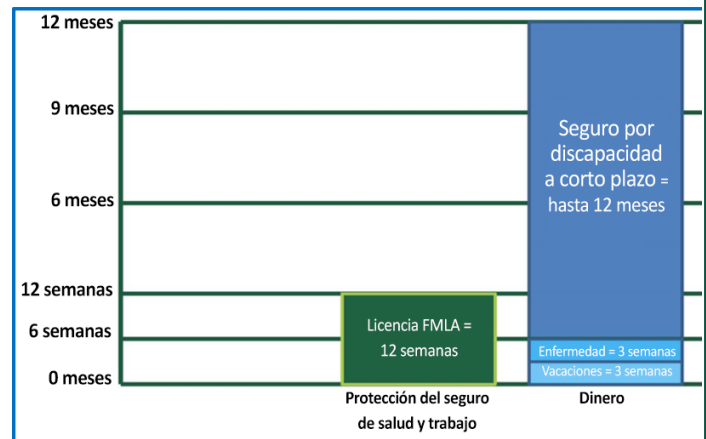 12 meses
9 meses
6 meses
12 semanas
6 semanas
0 meses
Seguro por
discapacidad
a corto plazo =
hasta 12 meses
Licencia FMLA =
12 semanas
Enfermedad = 3 semanas
Vacaciones = 3 semanas
Protección del seguro
de salud y trabajo
Dinero